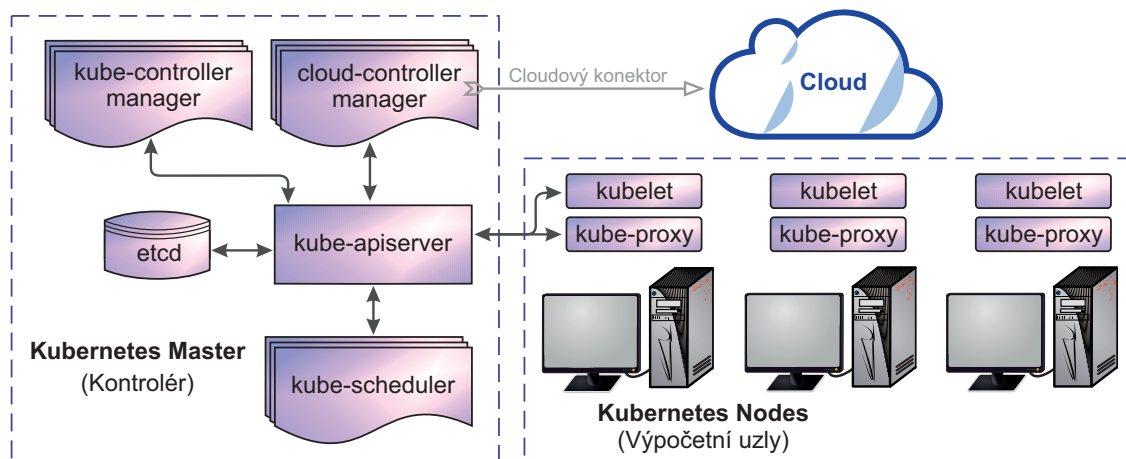 kube-controller
manager
cloud-controller
manager
Cloudový konektor
Cloud
kubelet
kubelet
kubelet
kube-proxy
kube-proxy
kube-proxy
etcd
kube-apiserver
Kubernetes Master
(Kontrolér)
kube-scheduler
Kubernetes Nodes
(Výpočetní uzly)